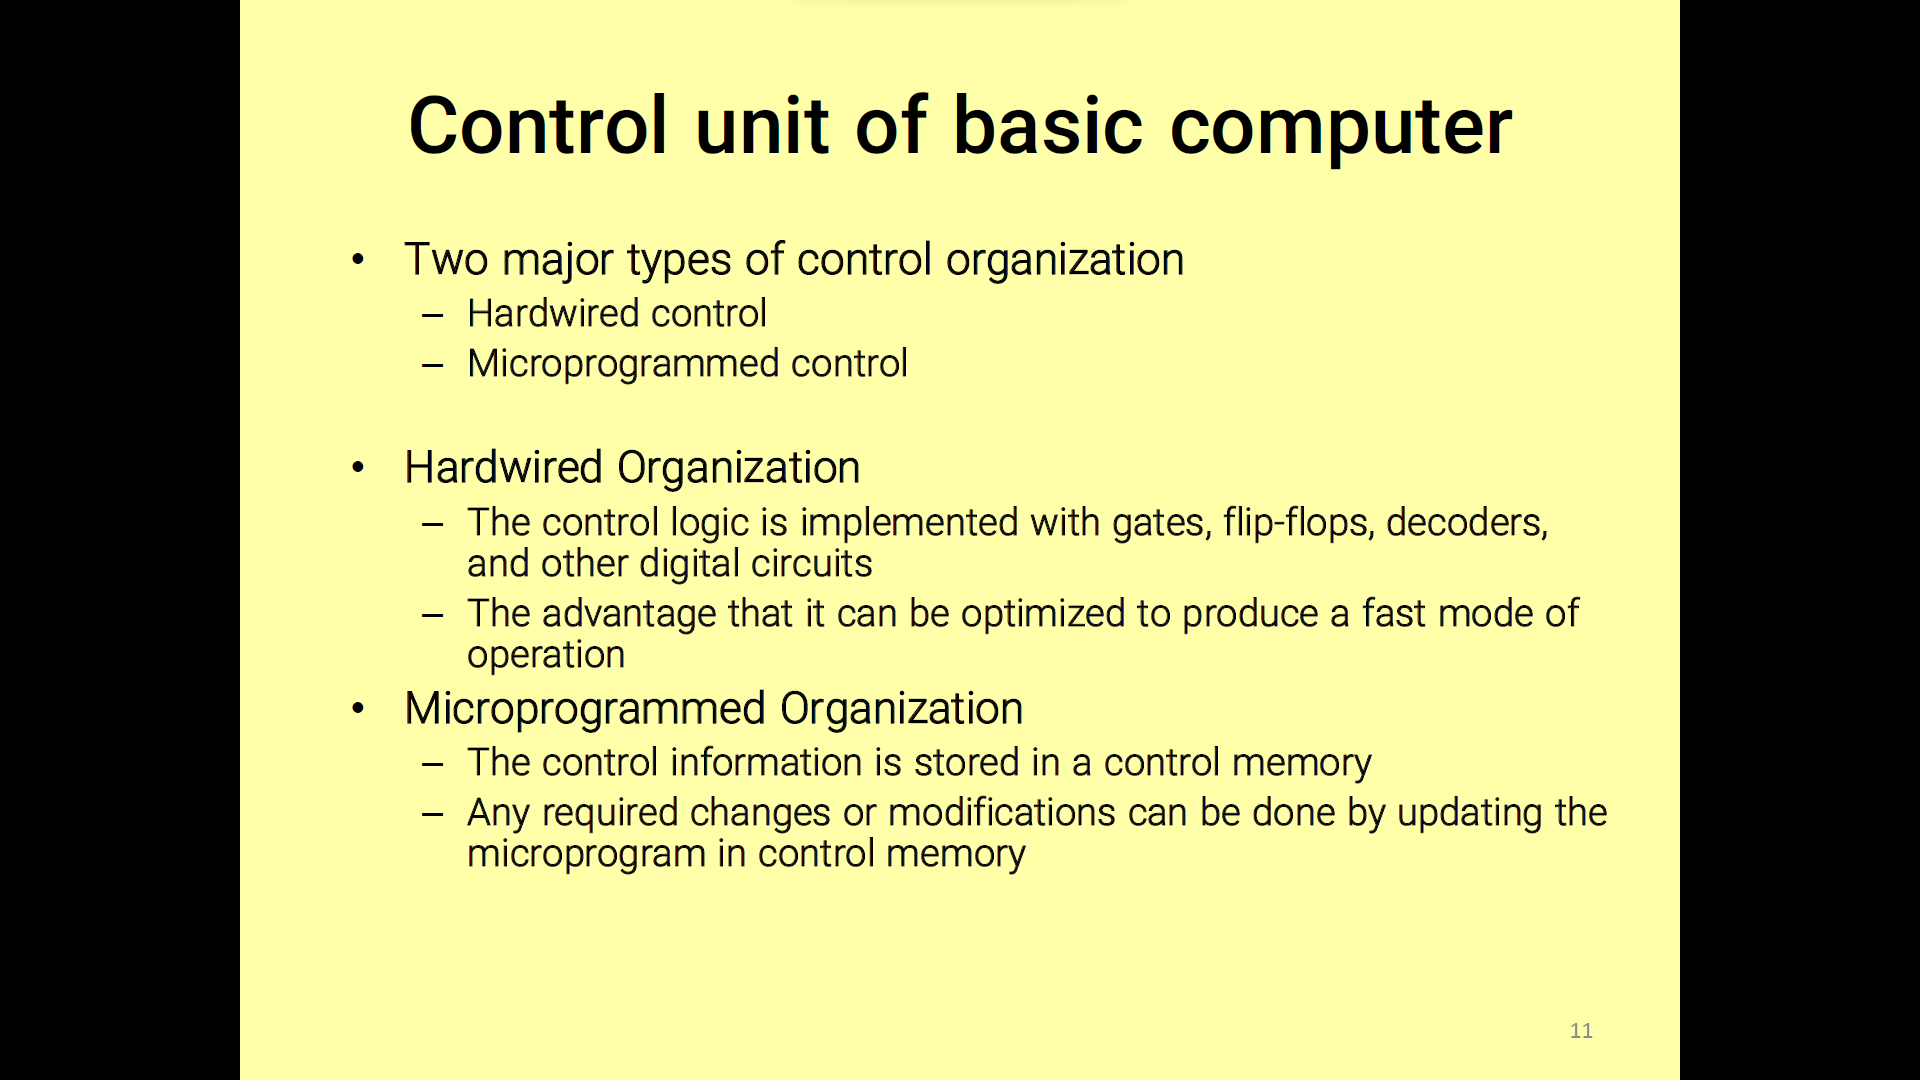 Control unit of basic computer
• Two major types of control organization
– Hardwired control
– Microprogrammed control
• Hardwired Organization
– The control logic is implemented with gates, flip-flops, decoders,
and other digital circuits
– The advantage that it can be optimized to produce a fast mode of
operation
• Microprogrammed Organization
– The control information is stored in a control memory
– Any required changes or modifications can be done by updating the
microprogram in control memory
11